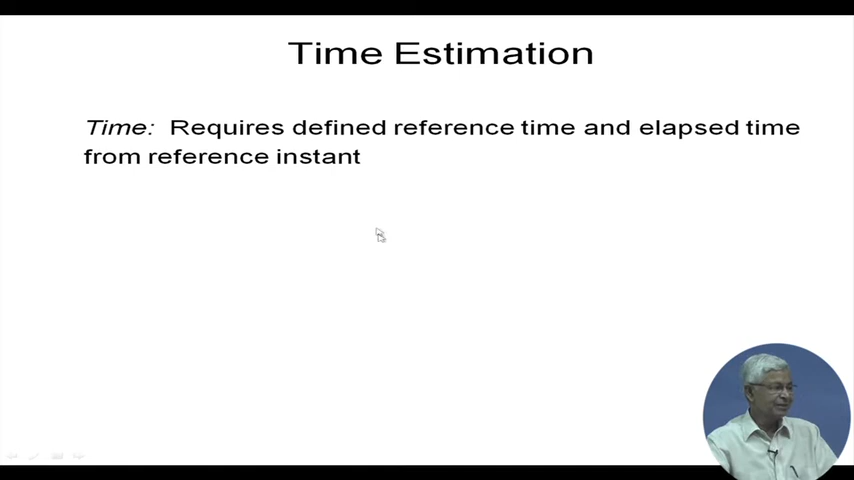 Time Estimation
Time: Requires defined reference time and elapsed time
from reference instant